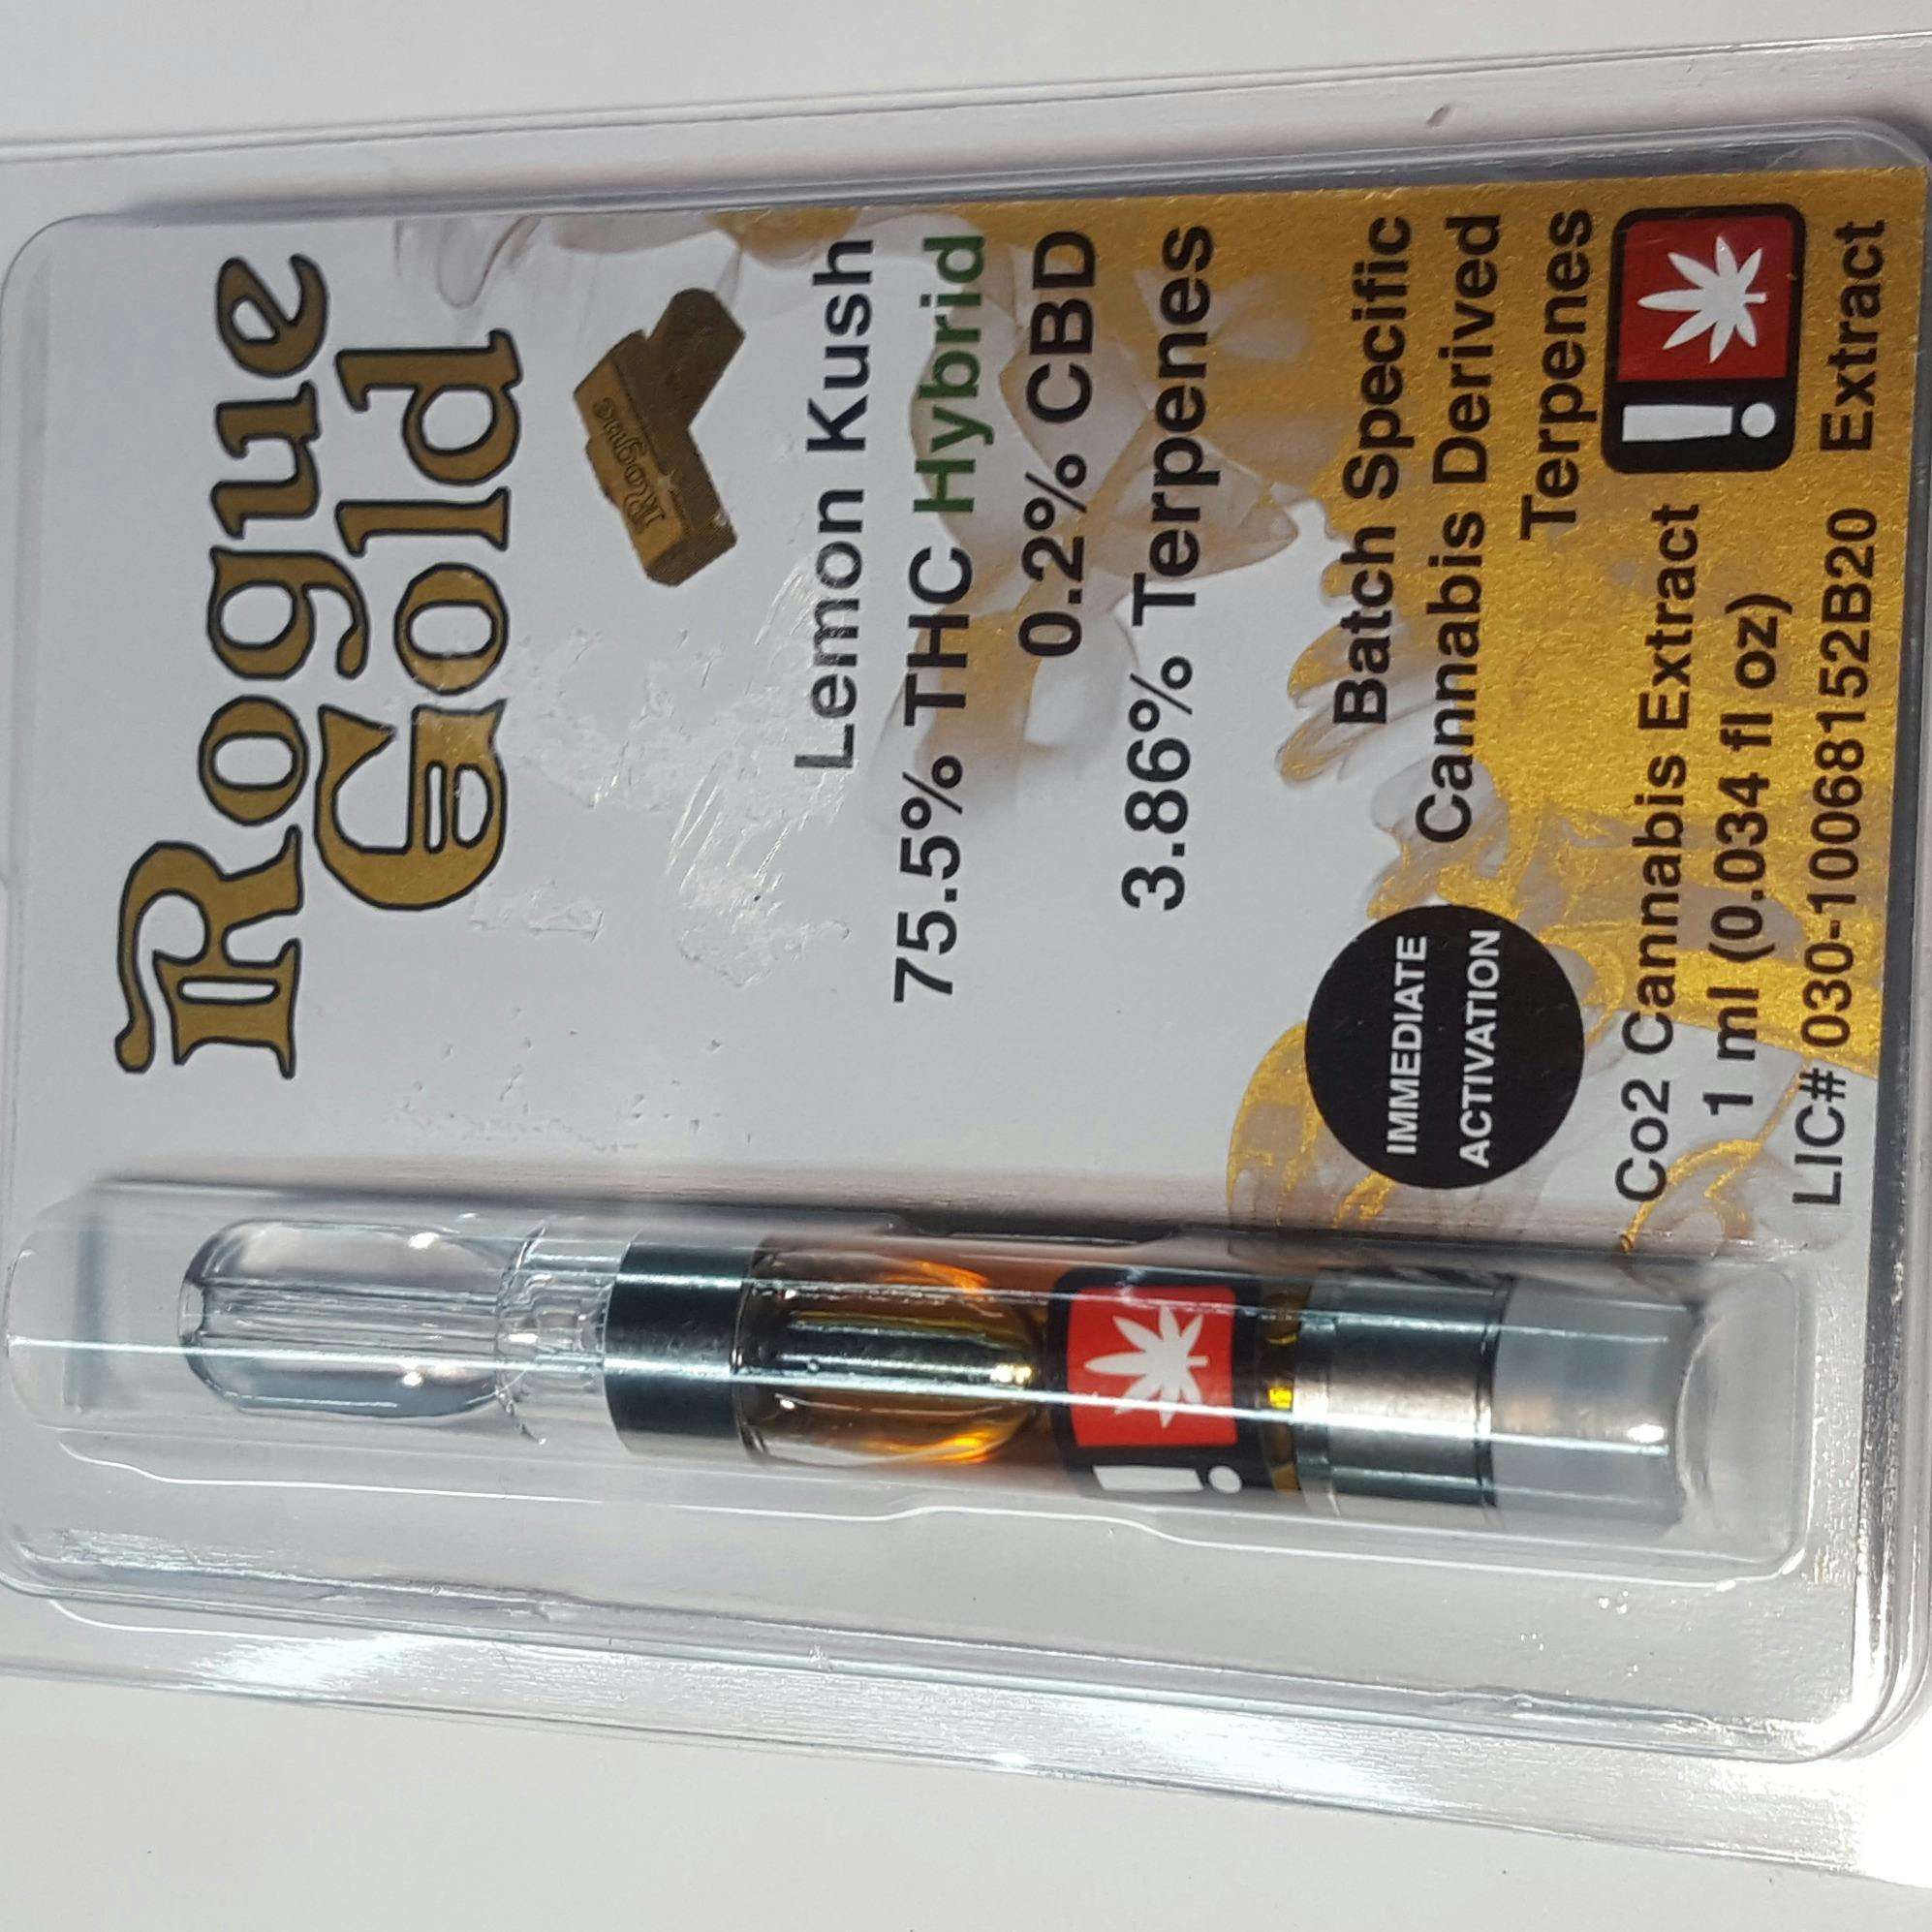 Rogue
Gold
Rogue
Lemon Kush
75.5% THC Hybrid
0.2% CBD
3.86% Terpenes
Batch Specific
Cannabis Derived
Terpenes
IMMEDIATE
ACTIVATION
!
Co2 Cannabis Extract
1 ml (0.034 fl oz)
LIC# 030-10068152B20 Extract
!